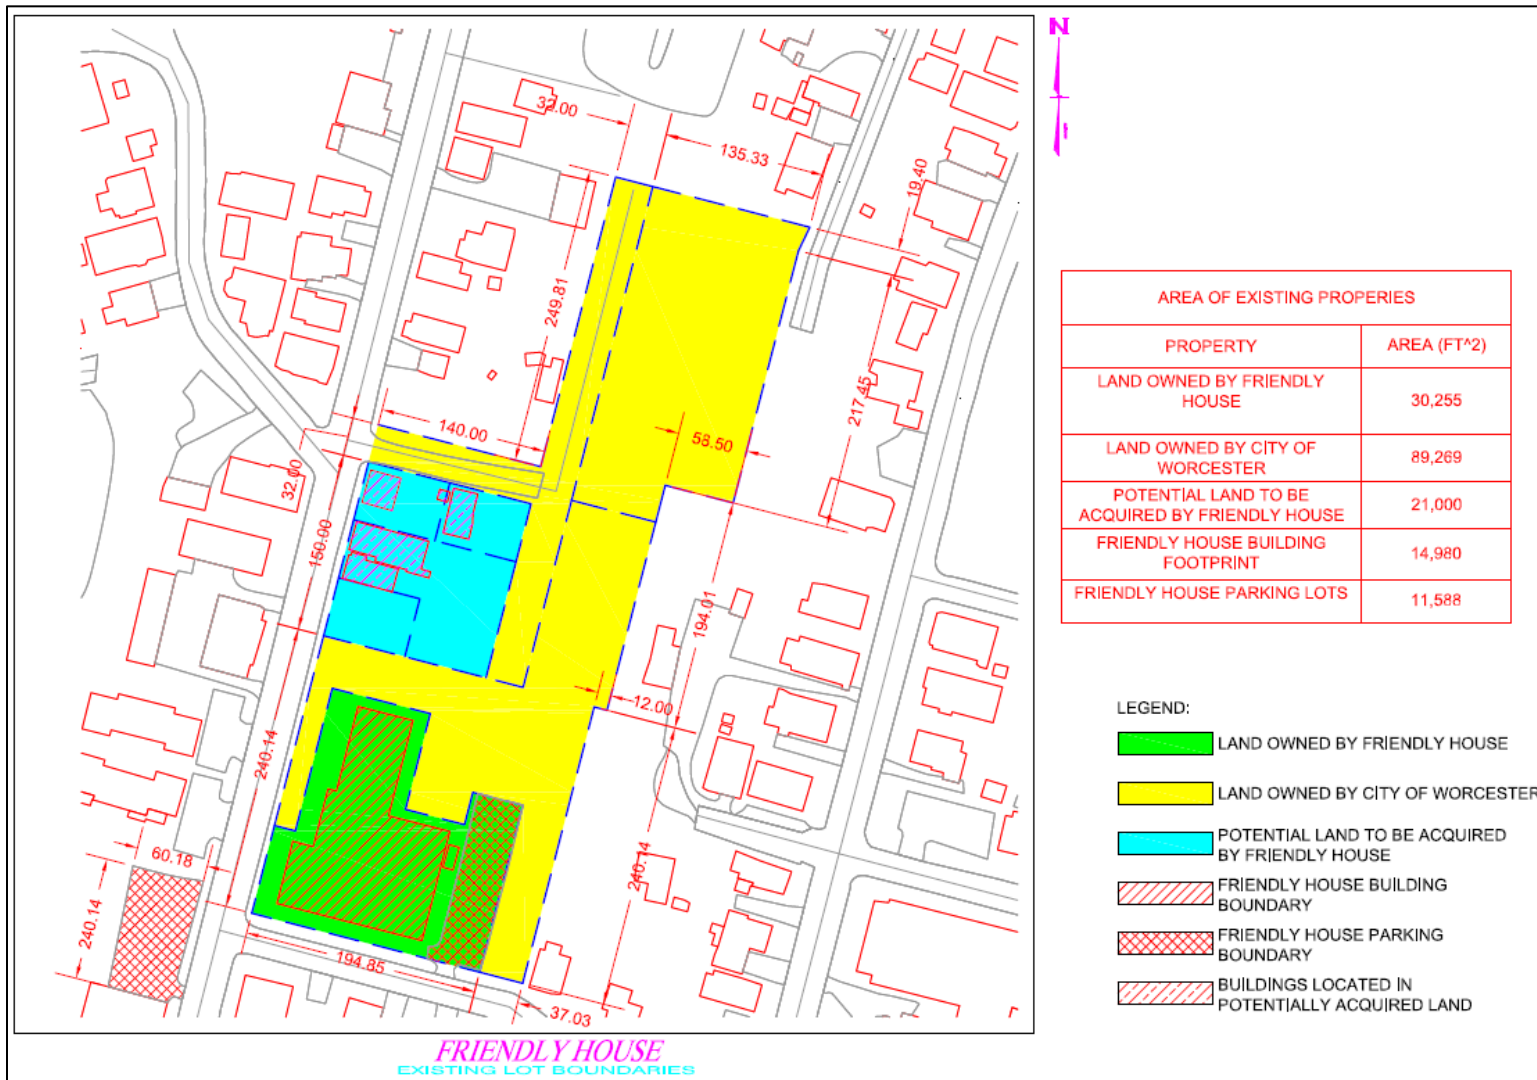 N
32.00
135.33
19.40
249.81
217.45
140.00
58.50
32.00
150.00
194.01
12.00
240.14
240.14
60.18
240.14
194.85
37.03
AREA OF EXISTING PROPERIES
PROPERTY
AREA (FT^2)
LAND OWNED BY FRIENDLY
HOUSE
30,255
LAND OWNED BY CITY OF
WORCESTER
89,269
POTENTIAL LAND TO BE
ACQUIRED BY FRIENDLY HOUSE
21,000
FRIENDLY HOUSE BUILDING
FOOTPRINT
14,980
FRIENDLY HOUSE PARKING LOTS
11,588
LEGEND:
LAND OWNED BY FRIENDLY HOUSE
LAND OWNED BY CITY OF WORCESTER
POTENTIAL LAND TO BE ACQUIRED
BY FRIENDLY HOUSE
FRIENDLY HOUSE BUILDING
BOUNDARY
FRIENDLY HOUSE PARKING
BOUNDARY
BUILDINGS LOCATED IN
POTENTIALLY ACQUIRED LAND
FRIENDLY HOUSE
EXISTING LOT BOUNDARIES